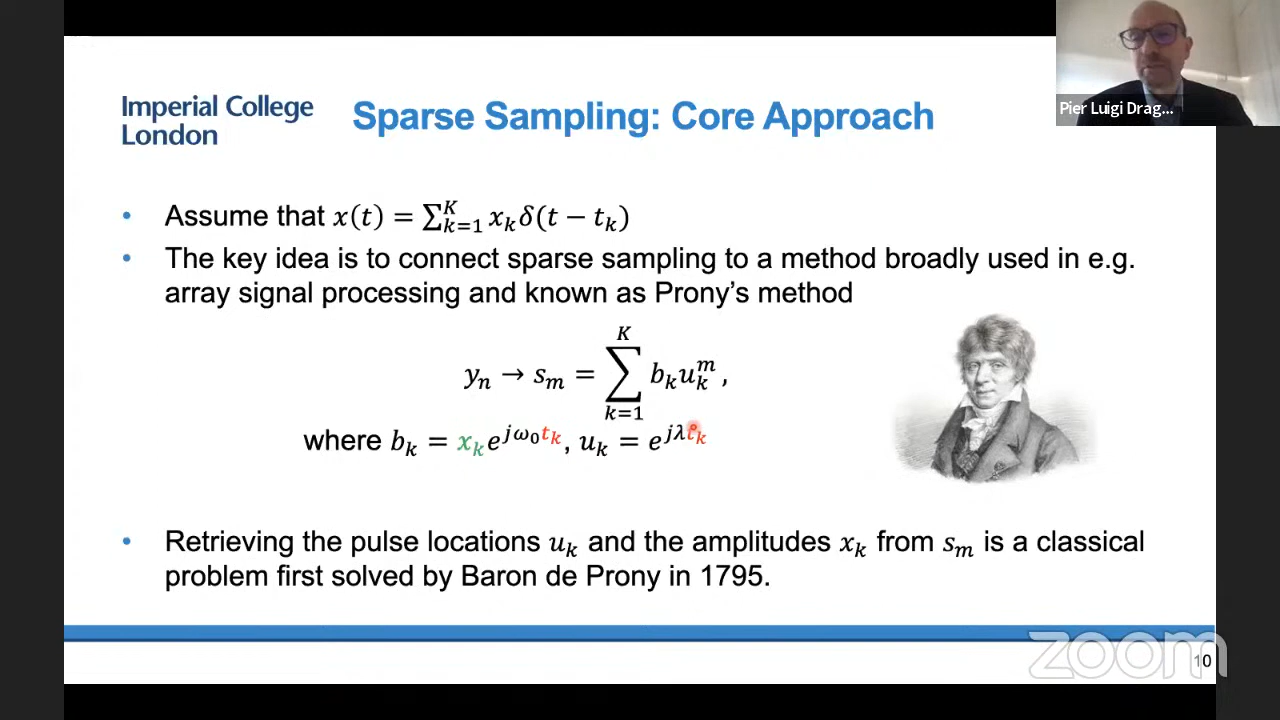 Imperial College
London
Sparse Sampling: Core Approach
Pier Luigi Drag...
• Assume that x(t) = ∑_{k=1}^{K} x_k δ(t − t_k)
• The key idea is to connect sparse sampling to a method broadly used in e.g.
array signal processing and known as Prony's method
y_n → s_m = ∑_{k=1}^{K} b_k u_k^m ,
where b_k = x_k e^{jω_0 t_k}, u_k = e^{jλt_k}
• Retrieving the pulse locations u_k and the amplitudes x_k from s_m is a classical
problem first solved by Baron de Prony in 1795.
zoom
10